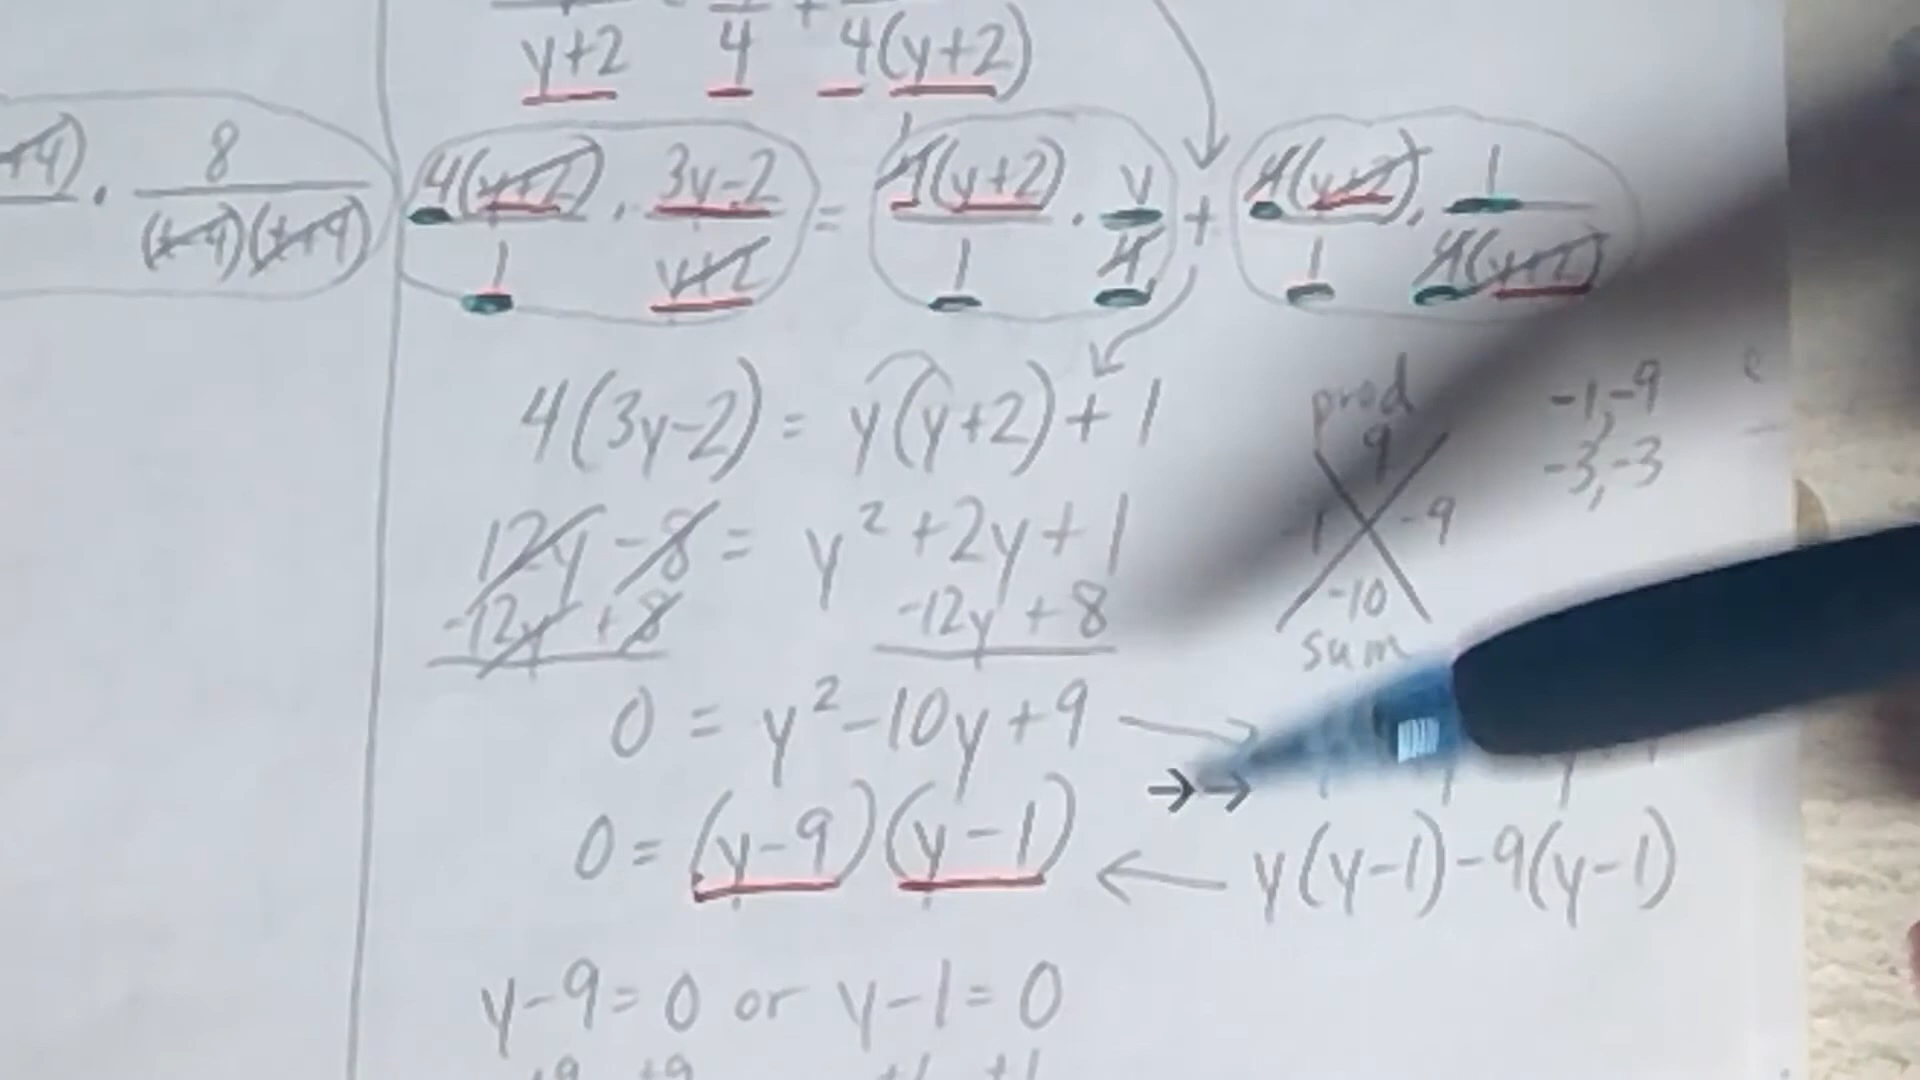 y+2 4 + 4(y+2)
8
(y+2) · 3y-2 = 4(y+2) · y + 4(y+2) · 1
1 y+2 1 4 1 4(y+2)
4(3y-2) = y(y+2)+1
12y-8 = y²+2y+1
-12y +8 -12y +8
0 = y²-10y+9
0 = (y-9)(y-1)
y-9=0 or y-1=0
+9 +9 +1 +1
prod
9
-1 -9
-10
sum
-1,-9
-3,-3
→→
y(y-1)-9(y-1)